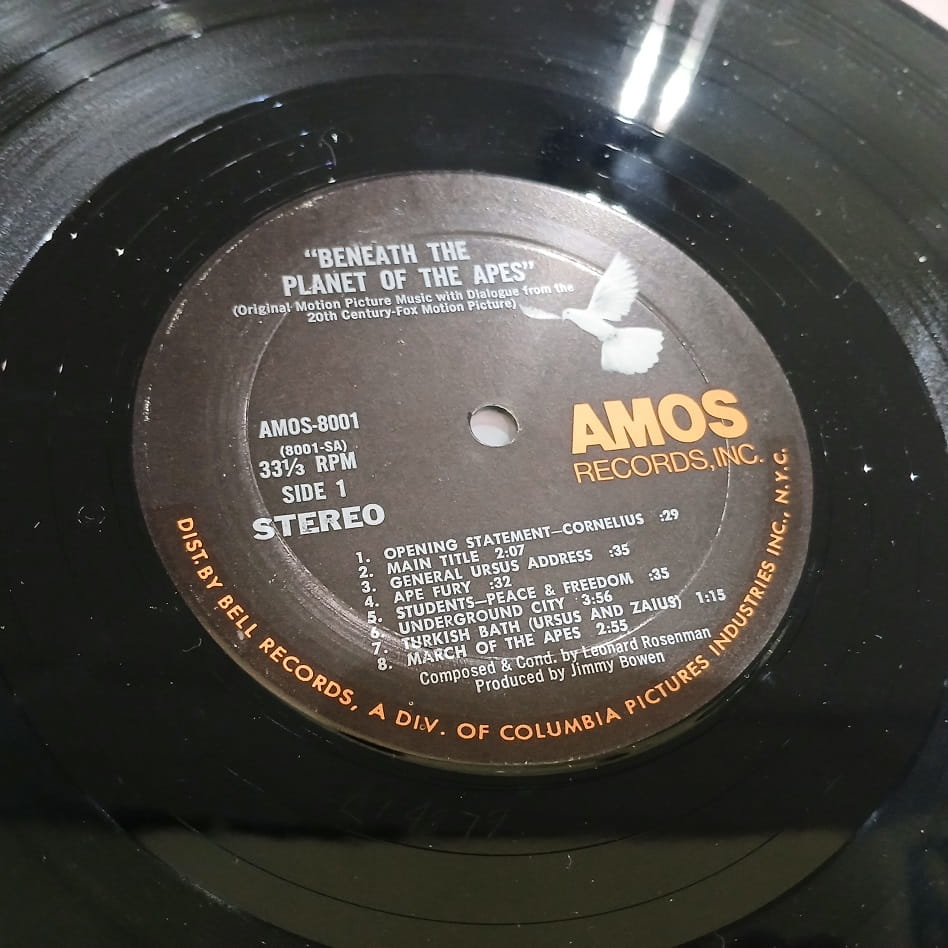 "BENEATH THE
PLANET OF THE APES"
(Original Motion Picture Music with Dialogue from the
20th Century-Fox Motion Picture)
AMOS-8001
(8001-SA)
33⅓ RPM
SIDE 1
STEREO
AMOS
RECORDS, INC.
1. OPENING STATEMENT—CORNELIUS :29
2. MAIN TITLE 2:07
3. GENERAL URSUS ADDRESS :35
4. APE FURY :32
5. STUDENTS—PEACE & FREEDOM :35
6. UNDERGROUND CITY 3:56
7. TURKISH BATH (URSUS AND ZAIUS) 1:15
8. MARCH OF THE APES 2:55
Composed & Cond. by Leonard Rosenman
Produced by Jimmy Bowen
DIST. BY BELL RECORDS, A DIV. OF COLUMBIA PICTURES INDUSTRIES INC., N.Y.C.